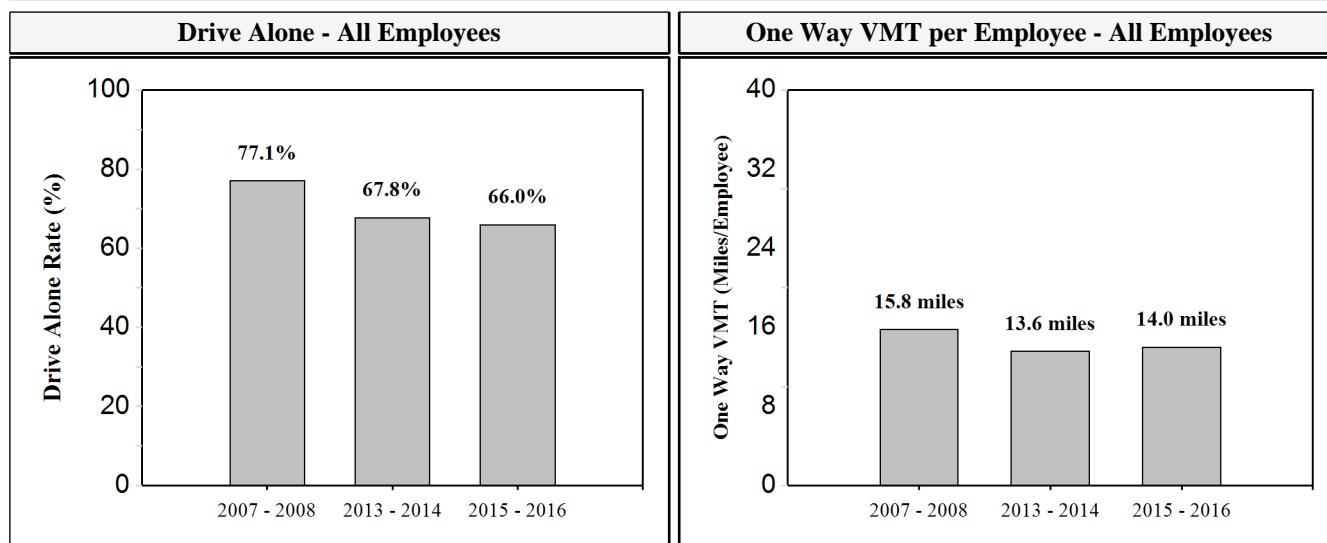 Drive Alone - All Employees
100
80
60
40
20
0
Drive Alone Rate (%)
77.1%
67.8%
66.0%
2007 - 2008 2013 - 2014 2015 - 2016
One Way VMT per Employee - All Employees
40
32
24
16
8
0
One Way VMT (Miles/Employee)
15.8 miles
13.6 miles
14.0 miles
2007 - 2008 2013 - 2014 2015 - 2016